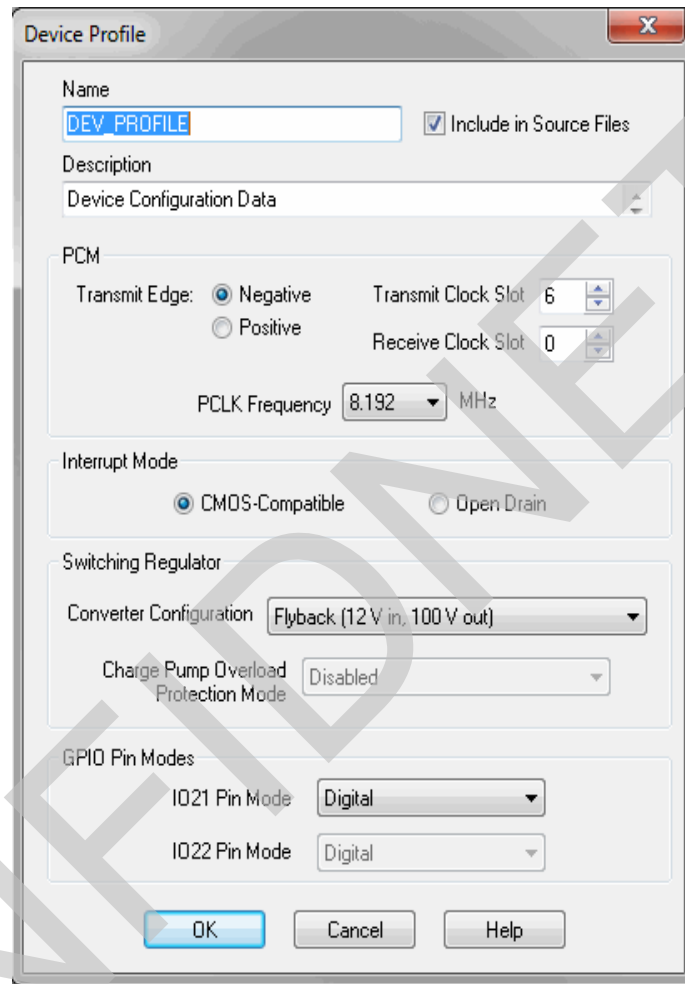 Device Profile
Name
DEV_PROFILE
Include in Source Files
Description
Device Configuration Data
PCM
Transmit Edge: Negative Transmit Clock Slot 6
Positive Receive Clock Slot 0
PCLK Frequency 8.192 MHz
Interrupt Mode
CMOS-Compatible Open Drain
Switching Regulator
Converter Configuration Flyback (12 V in, 100 V out)
Charge Pump Overload
Protection Mode Disabled
GPIO Pin Modes
IO21 Pin Mode Digital
IO22 Pin Mode Digital
OK Cancel Help
NFIDNET